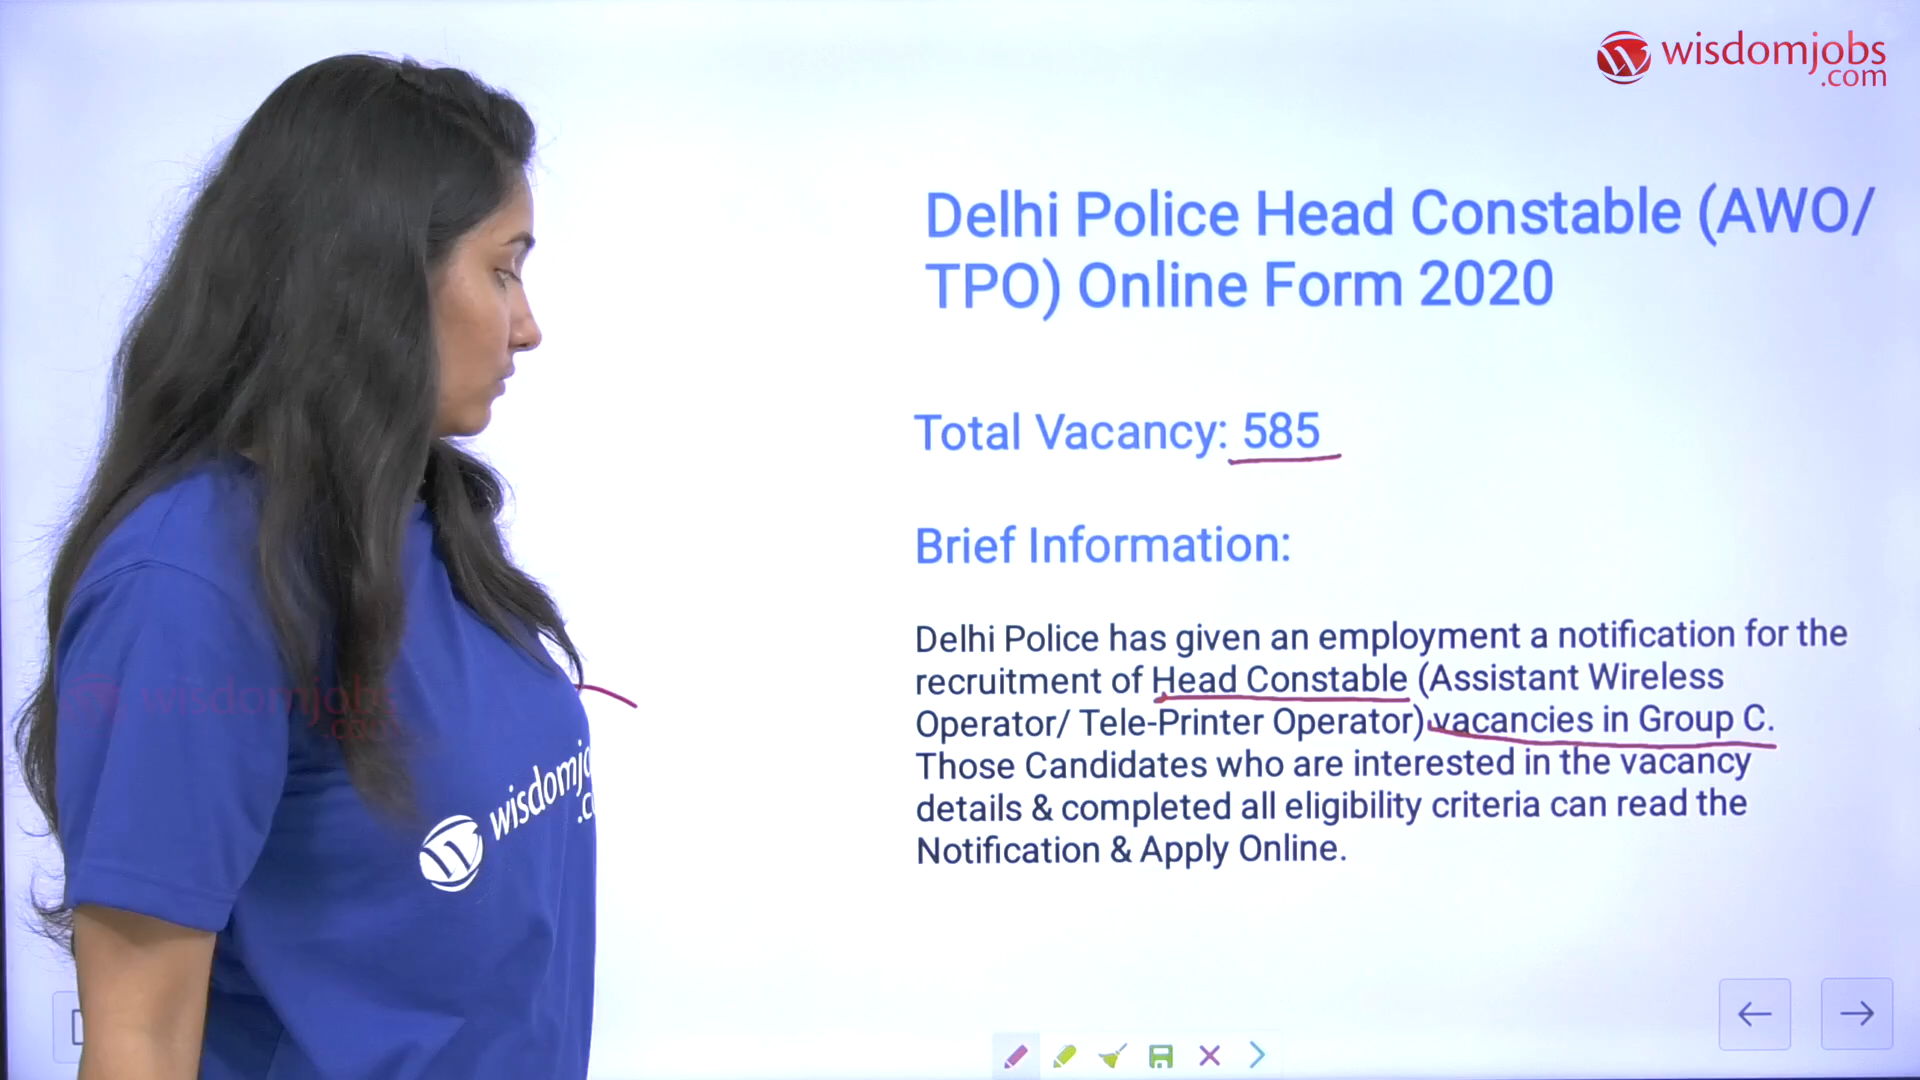 wisdomjobs
.com
Delhi Police Head Constable (AWO/
TPO) Online Form 2020
Total Vacancy: 585
Brief Information:
Delhi Police has given an employment a notification for the
recruitment of Head Constable (Assistant Wireless
Operator/ Tele-Printer Operator) vacancies in Group C.
Those Candidates who are interested in the vacancy
details & completed all eligibility criteria can read the
Notification & Apply Online.
wisdomjobs
.com
wisdomjo
.co